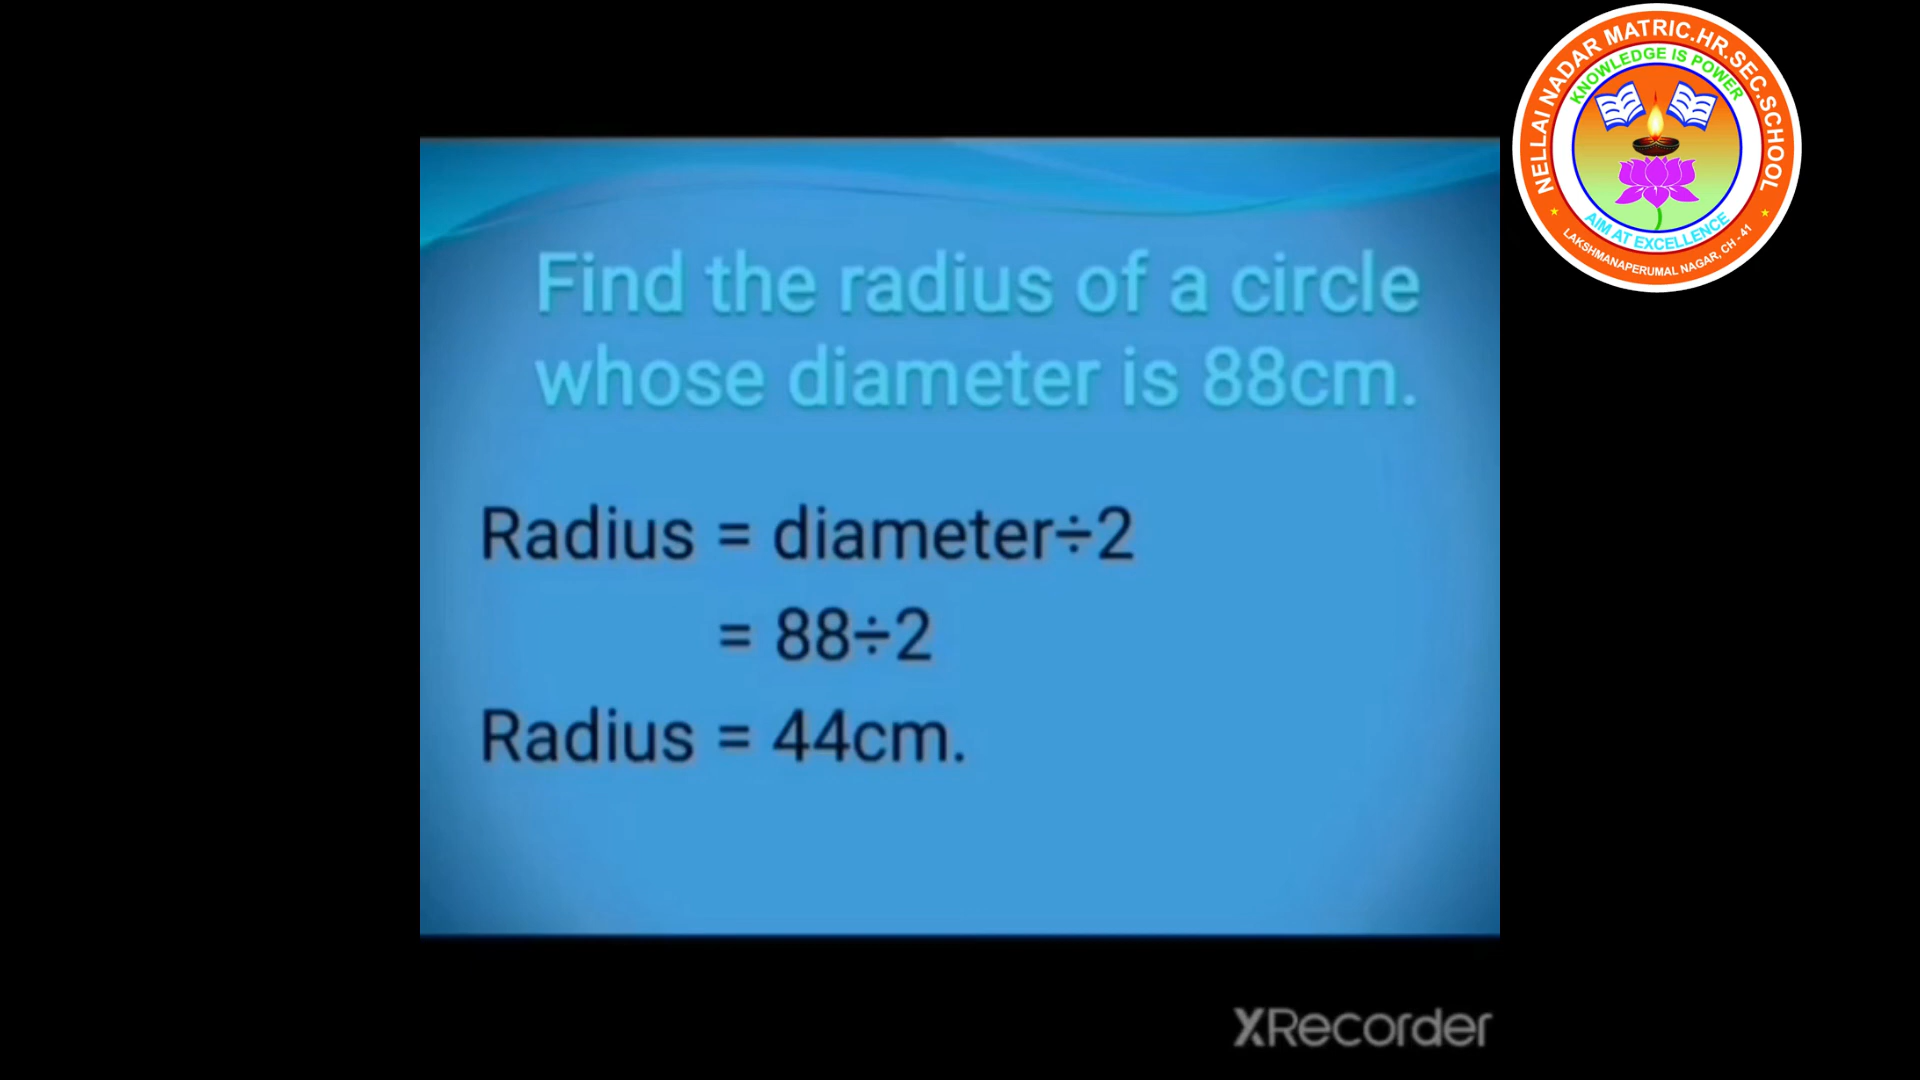 NELLAI NADAR MATRIC.HR.SEC.SCHOOL
KNOWLEDGE IS POWER
AIM AT EXCELLENCE
LAKSHMANAPERUMAL NAGAR, CH - 41
Find the radius of a circle
whose diameter is 88cm.
Radius = diameter÷2
= 88÷2
Radius = 44cm.
XRecorder